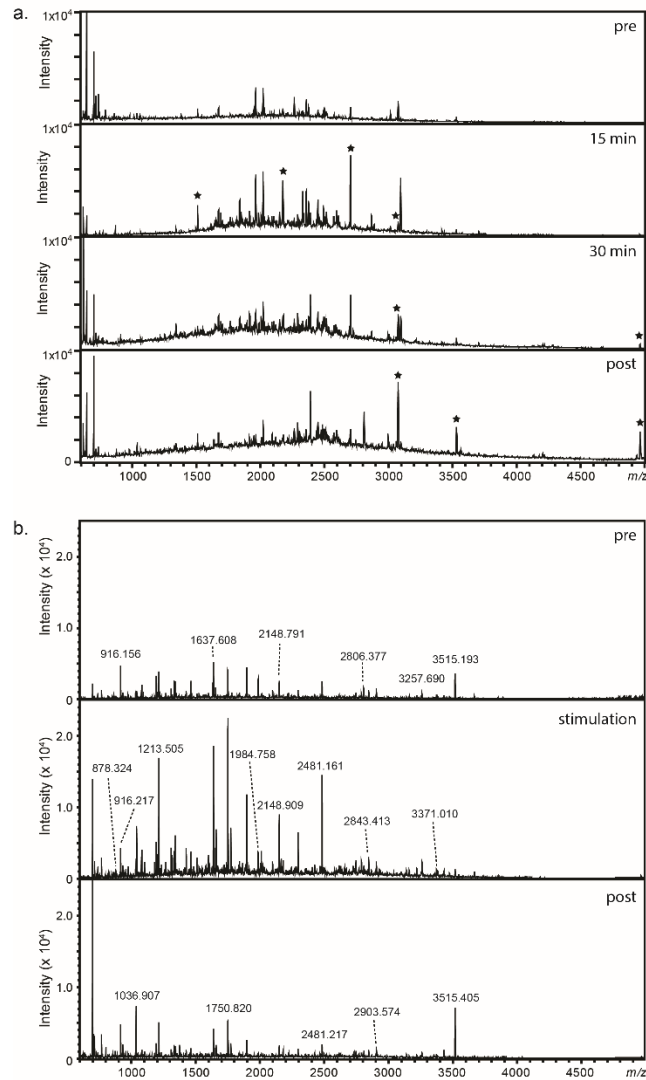 a.
pre
1x10⁴
Intensity
15 min
1x10⁴
Intensity
30 min
1x10⁴
Intensity
post
1x10⁴
Intensity
0
1000 1500 2000 2500 3000 3500 4000 4500 m/z
b.
pre
Intensity (x 10⁴)
2.0
1.0
0
916.156
1637.608
2148.791
2806.377
3257.690
3515.193
stimulation
Intensity (x 10⁴)
2.0
1.0
0
878.324
916.217
1213.505
1984.758
2148.909
2481.161
2843.413
3371.010
post
Intensity (x 10⁴)
2.0
1.0
0
1036.907
1750.820
2481.217
2903.574
3515.405
1000 1500 2000 2500 3000 3500 4000 4500 m/z